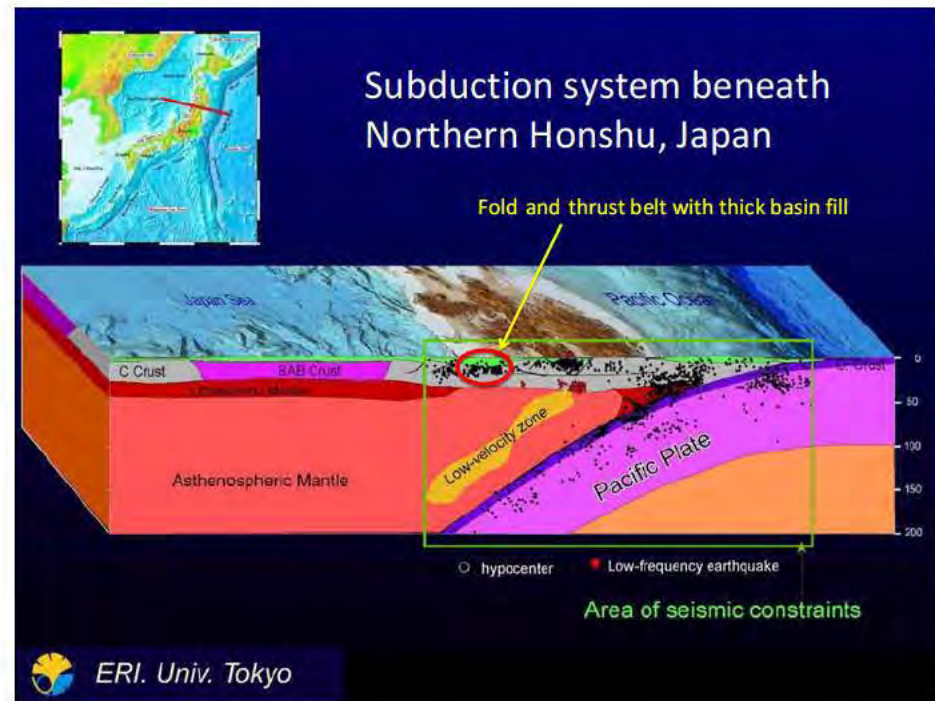 Subduction system beneath
Northern Honshu, Japan
Fold and thrust belt with thick basin fill
Japan Sea
Pacific Ocean
C Crust
BAB Crust
Crust
Low-velocity zone
Asthenospheric Mantle
Pacific Plate
0
50
100
150
200
hypocenter
Low-frequency earthquake
Area of seismic constraints
ERI. Univ. Tokyo